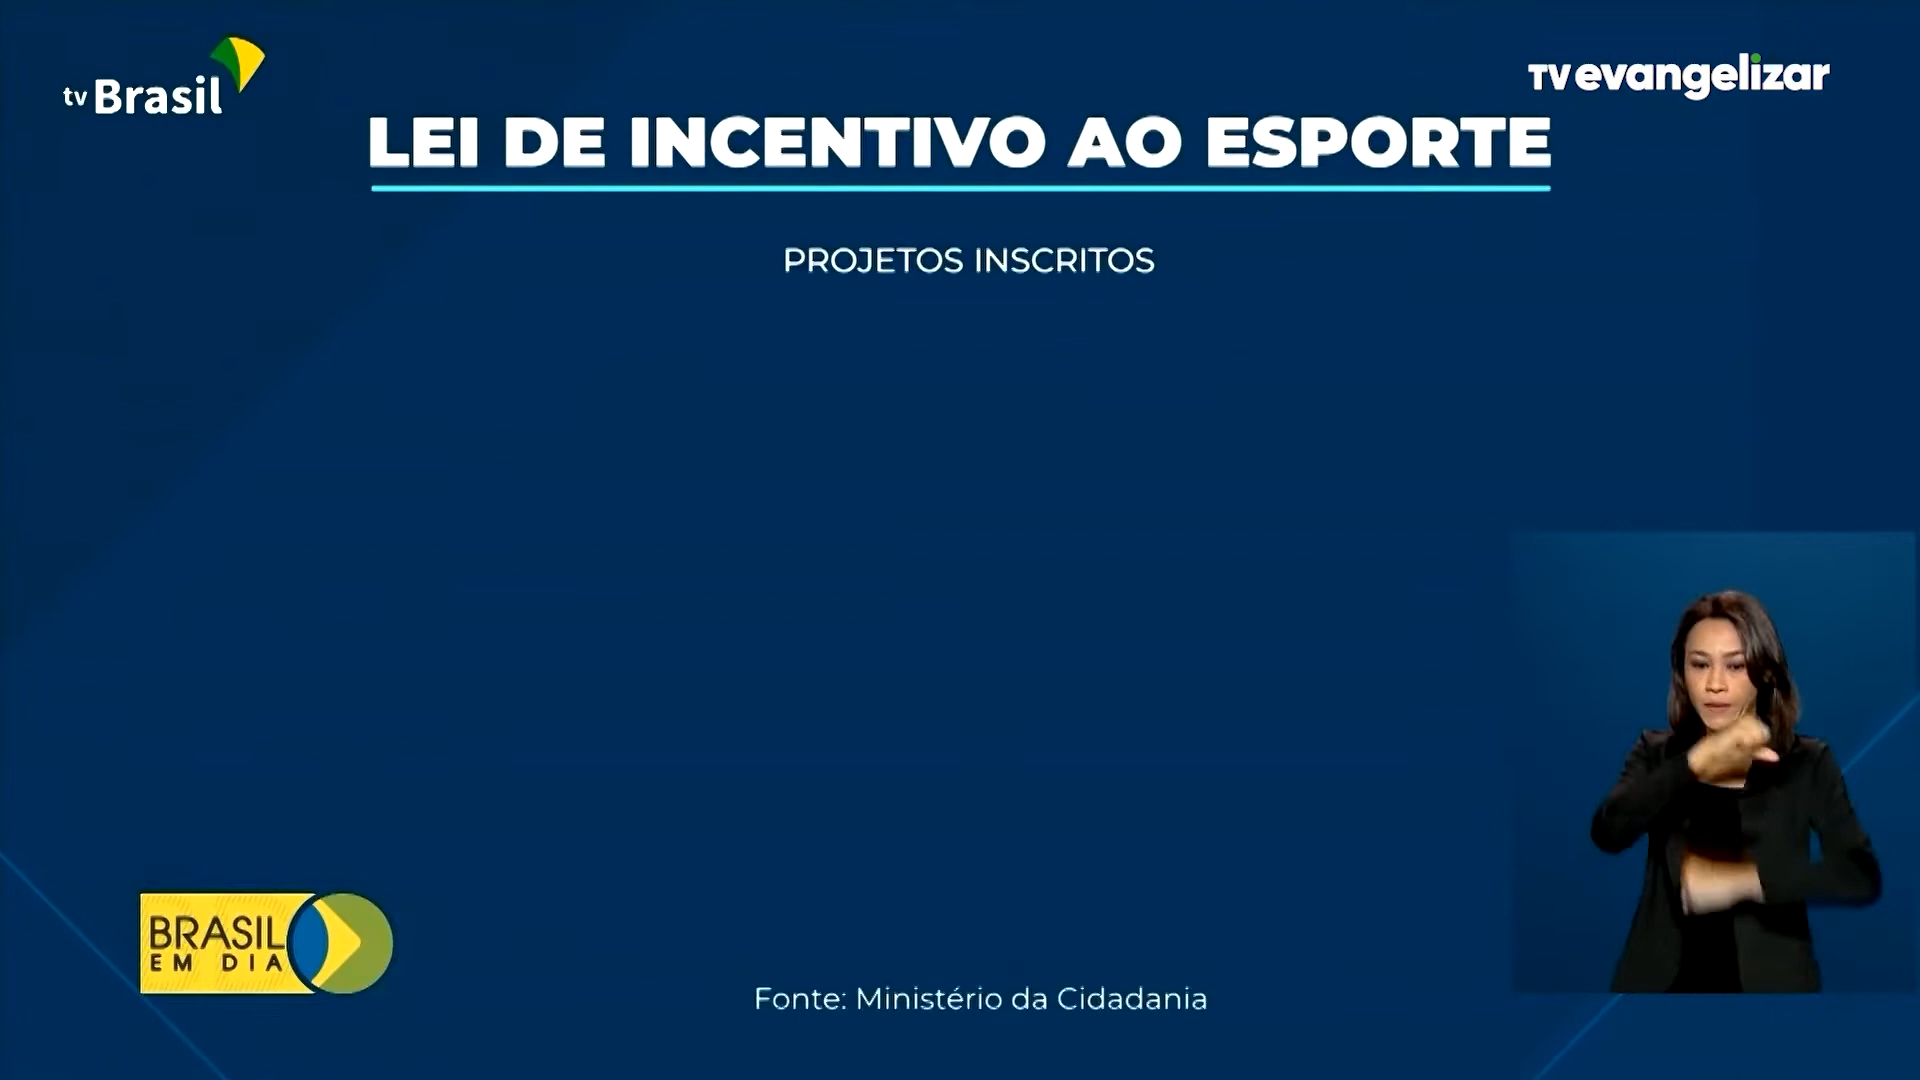 tv Brasil
TV evangelizar
LEI DE INCENTIVO AO ESPORTE
PROJETOS INSCRITOS
BRASIL
EM DIA
Fonte: Ministério da Cidadania